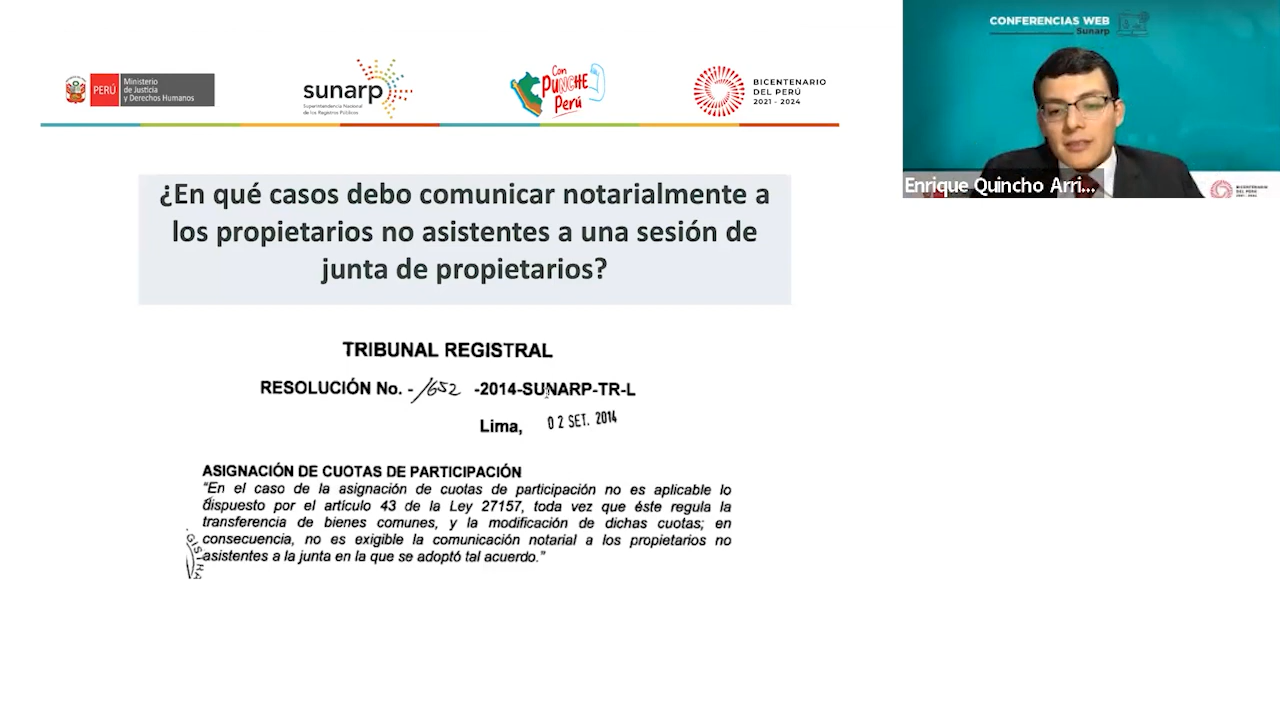 PERÚ
Ministerio
de Justicia
y Derechos Humanos
sunarp
Superintendencia Nacional
de los Registros Públicos
Con
PUNCHE
Perú
BICENTENARIO
DEL PERÚ
2021 - 2024
CONFERENCIAS WEB
Sunarp
Enrique Quincho Arri...
BICENTENARIO
DEL PERÚ
2021 - 2024
¿En qué casos debo comunicar notarialmente a
los propietarios no asistentes a una sesión de
junta de propietarios?
TRIBUNAL REGISTRAL
RESOLUCIÓN No. - 1652 -2014-SUNARP-TR-L
Lima, 02 SET. 2014
ASIGNACIÓN DE CUOTAS DE PARTICIPACIÓN
"En el caso de la asignación de cuotas de participación no es aplicable lo
dispuesto por el artículo 43 de la Ley 27157, toda vez que éste regula la
transferencia de bienes comunes, y la modificación de dichas cuotas; en
consecuencia, no es exigible la comunicación notarial a los propietarios no
asistentes a la junta en la que se adoptó tal acuerdo."